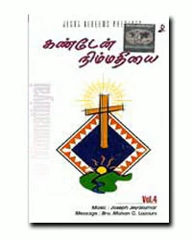 JESUS REDEEMS PRESENTS
கண்டேன்
நிம்மதியை
Vol.4
Music : Joseph Jeyakumar
Message : Bro. Mohan C. Lazarus